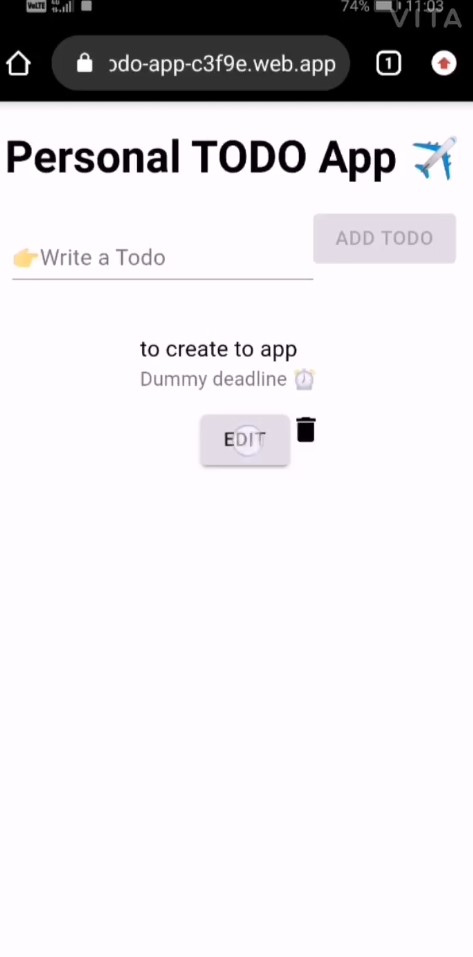 VoLTE 74% 11:03
VITA
odo-app-c3f9e.web.app 1
Personal TODO App ✈️
👉Write a Todo
ADD TODO
to create to app
Dummy deadline ⏰
EDIT